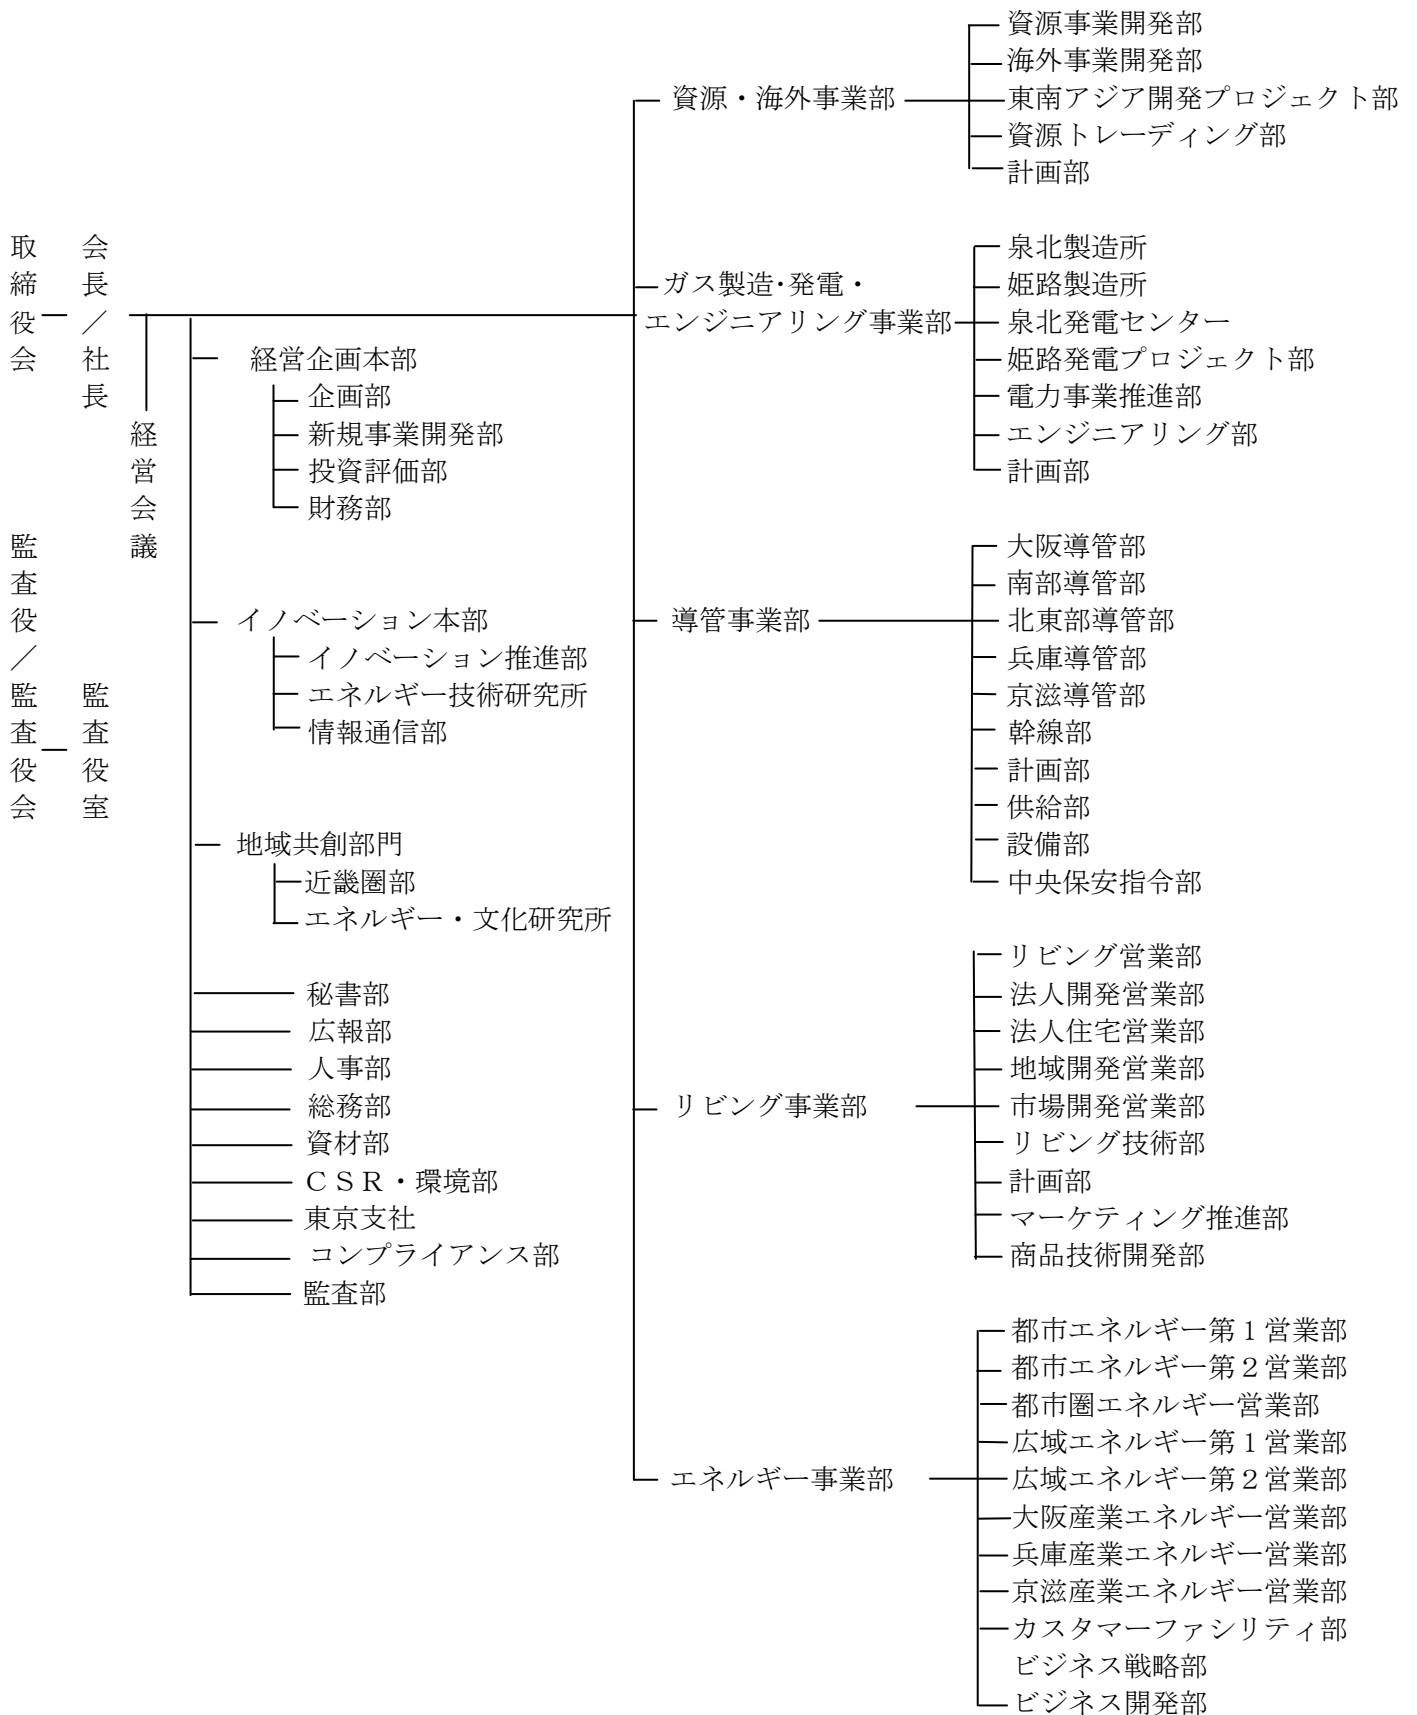 取締役会
会長／社長
経営会議
監査役／監査役会
監査役室
経営企画本部
企画部
新規事業開発部
投資評価部
財務部
イノベーション本部
イノベーション推進部
エネルギー技術研究所
情報通信部
地域共創部門
近畿圏部
エネルギー・文化研究所
秘書部
広報部
人事部
総務部
資材部
ＣＳＲ・環境部
東京支社
コンプライアンス部
監査部
資源・海外事業部
資源事業開発部
海外事業開発部
東南アジア開発プロジェクト部
資源トレーディング部
計画部
ガス製造・発電・
エンジニアリング事業部
泉北製造所
姫路製造所
泉北発電センター
姫路発電プロジェクト部
電力事業推進部
エンジニアリング部
計画部
導管事業部
大阪導管部
南部導管部
北東部導管部
兵庫導管部
京滋導管部
幹線部
計画部
供給部
設備部
中央保安指令部
リビング事業部
リビング営業部
法人開発営業部
法人住宅営業部
地域開発営業部
市場開発営業部
リビング技術部
計画部
マーケティング推進部
商品技術開発部
エネルギー事業部
都市エネルギー第１営業部
都市エネルギー第２営業部
都市圏エネルギー営業部
広域エネルギー第１営業部
広域エネルギー第２営業部
大阪産業エネルギー営業部
兵庫産業エネルギー営業部
京滋産業エネルギー営業部
カスタマーファシリティ部
ビジネス戦略部
ビジネス開発部